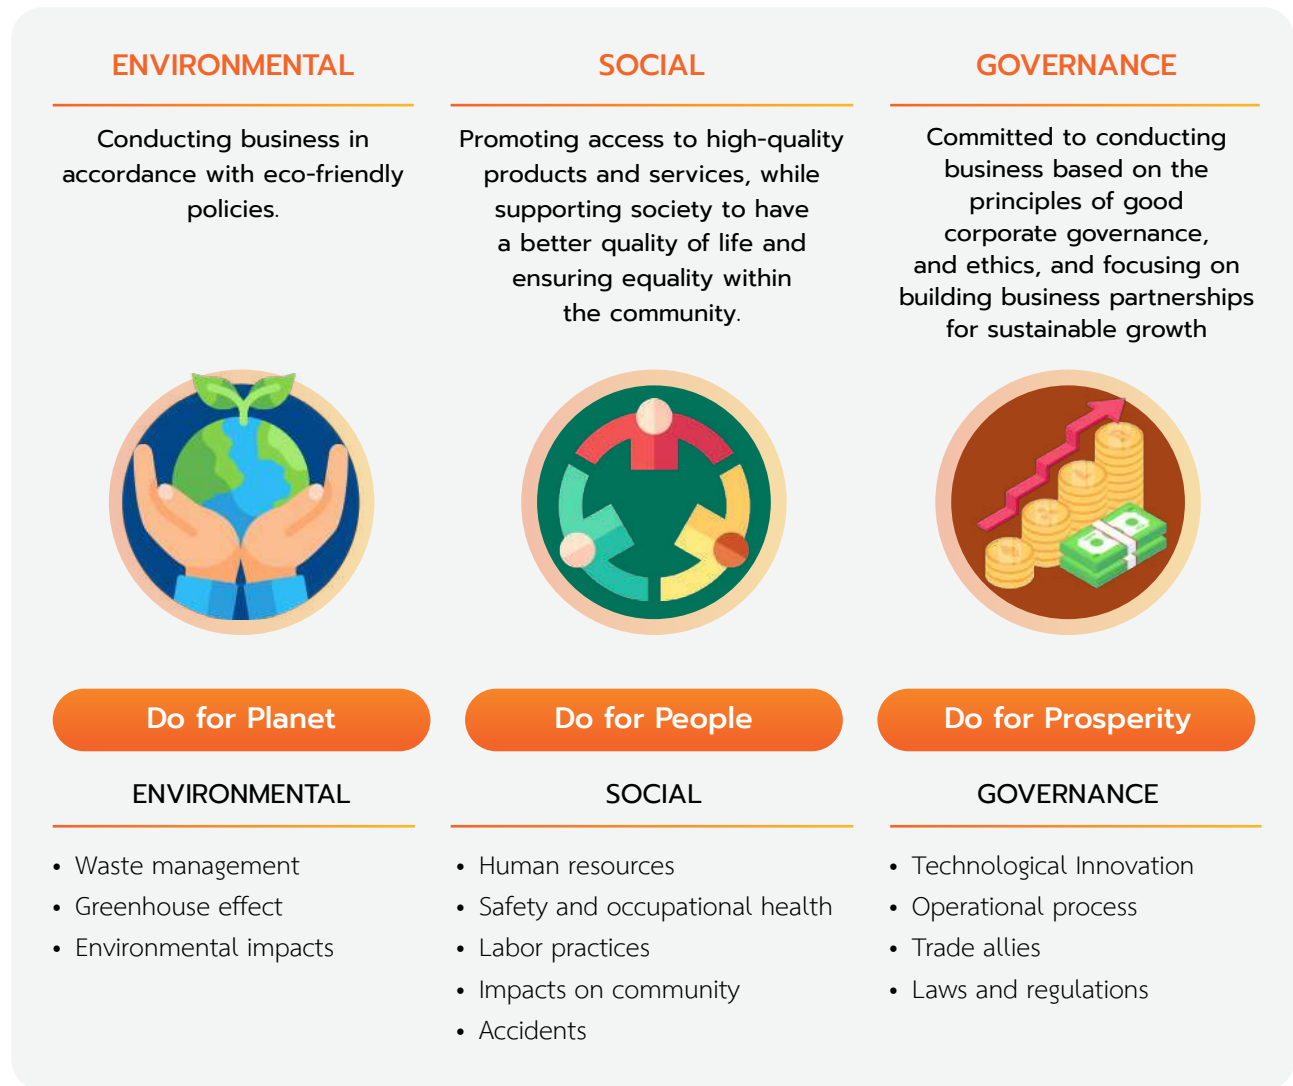 ENVIRONMENTAL
Conducting business in
accordance with eco-friendly
policies.
SOCIAL
Promoting access to high-quality
products and services, while
supporting society to have
a better quality of life and
ensuring equality within
the community.
GOVERNANCE
Committed to conducting
business based on the
principles of good
corporate governance,
and ethics, and focusing on
building business partnerships
for sustainable growth
Do for Planet
ENVIRONMENTAL
• Waste management
• Greenhouse effect
• Environmental impacts
Do for People
SOCIAL
• Human resources
• Safety and occupational health
• Labor practices
• Impacts on community
• Accidents
Do for Prosperity
GOVERNANCE
• Technological Innovation
• Operational process
• Trade allies
• Laws and regulations